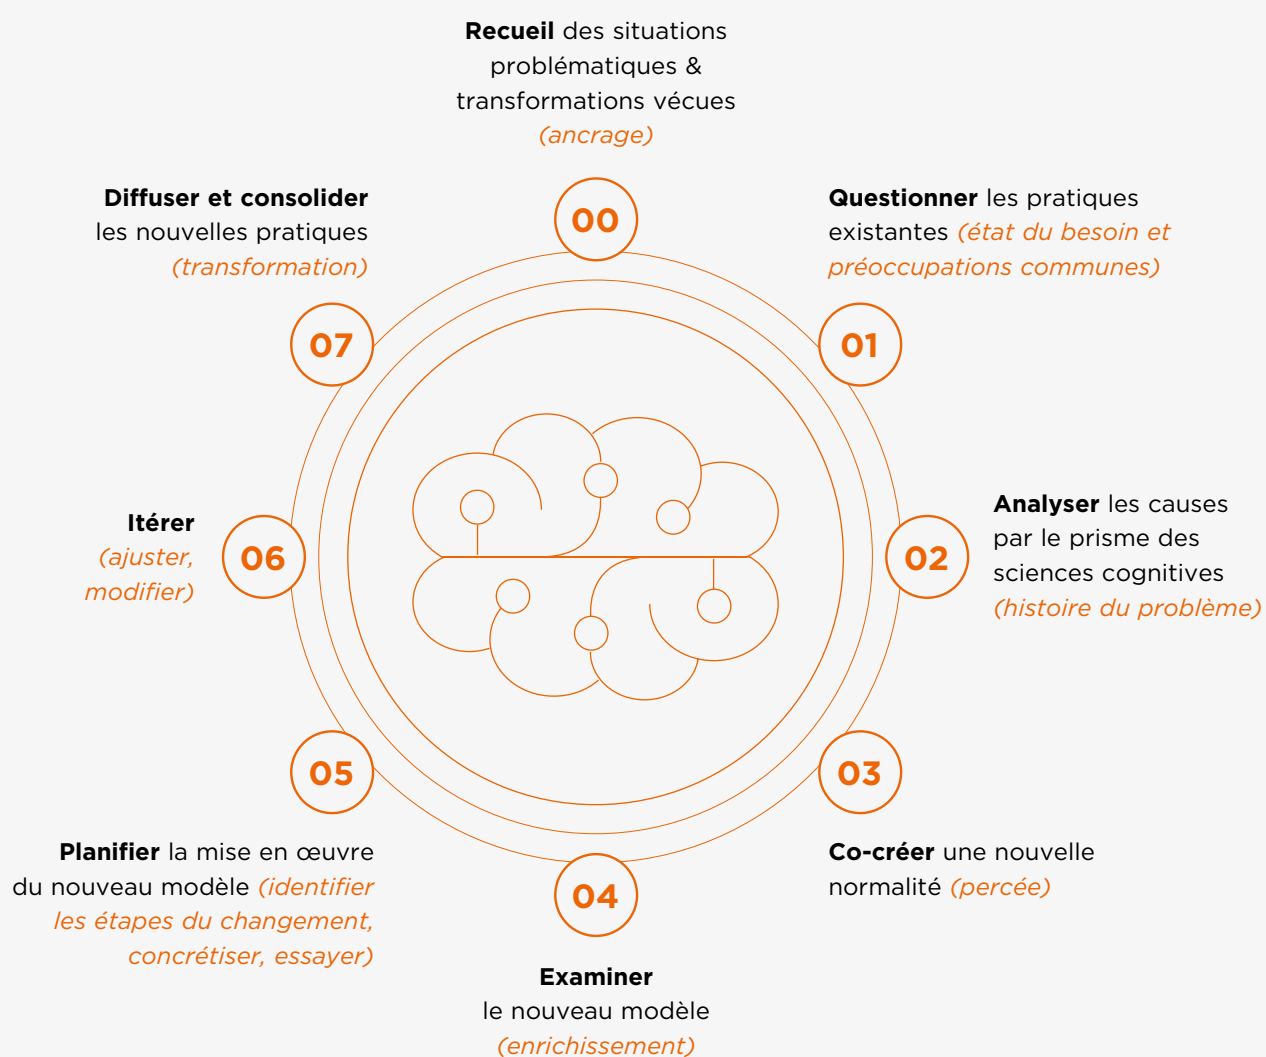 Recueil des situations
problématiques &
transformations vécues
(ancrage)
00
Questionner les pratiques
existantes (état du besoin et
préoccupations communes)
01
Analyser les causes
par le prisme des
sciences cognitives
(histoire du problème)
02
03
Co-créer une nouvelle
normalité (percée)
04
Examiner
le nouveau modèle
(enrichissement)
05
Planifier la mise en œuvre
du nouveau modèle (identifier
les étapes du changement,
concrétiser, essayer)
06
Itérer
(ajuster,
modifier)
Diffuser et consolider
les nouvelles pratiques
(transformation)
07